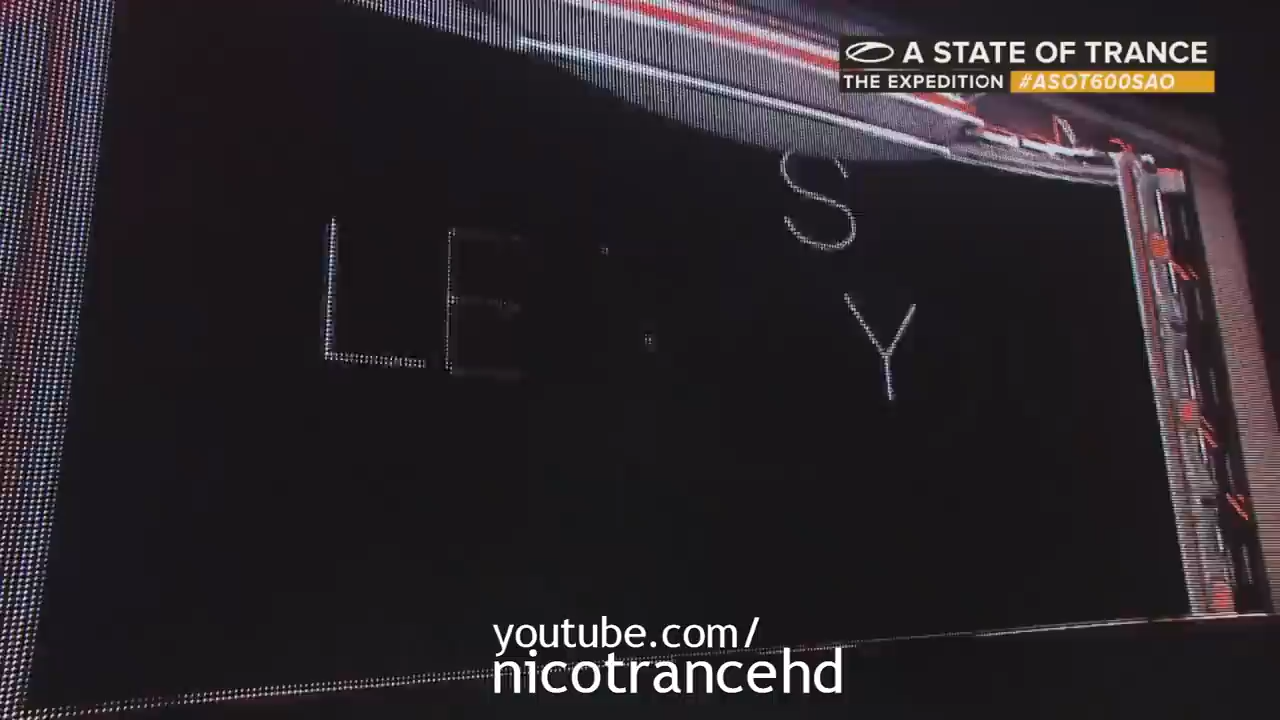 A STATE OF TRANCE
THE EXPEDITION #ASOT600SAO
S
LE
Y
youtube.com/
nicotrancehd